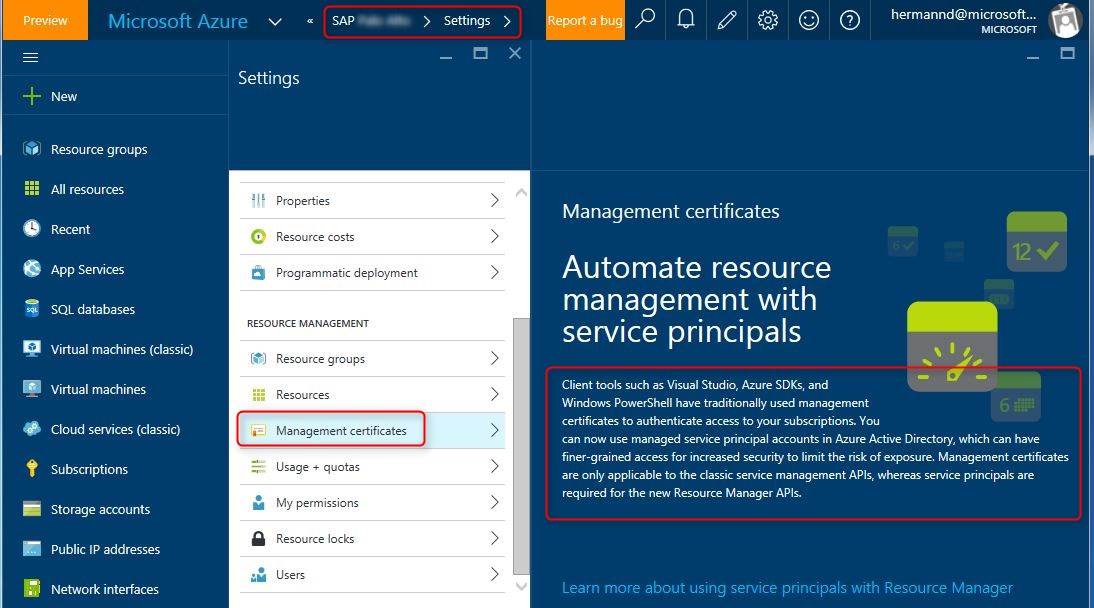 Preview
Microsoft Azure
«
SAP
Settings
Report a bug
hermannd@microsoft...
MICROSOFT
New
Resource groups
All resources
Recent
App Services
SQL databases
Virtual machines (classic)
Virtual machines
Cloud services (classic)
Subscriptions
Storage accounts
Public IP addresses
Network interfaces
Settings
Properties
Resource costs
Programmatic deployment
RESOURCE MANAGEMENT
Resource groups
Resources
Management certificates
Usage + quotas
My permissions
Resource locks
Users
Management certificates
Automate resource
management with
service principals
6
12
6
Client tools such as Visual Studio, Azure SDKs, and
Windows PowerShell have traditionally used management
certificates to authenticate access to your subscriptions. You
can now use managed service principal accounts in Azure Active Directory, which can have
finer-grained access for increased security to limit the risk of exposure. Management certificates
are only applicable to the classic service management APIs, whereas service principals are
required for the new Resource Manager APIs.
Learn more about using service principals with Resource Manager